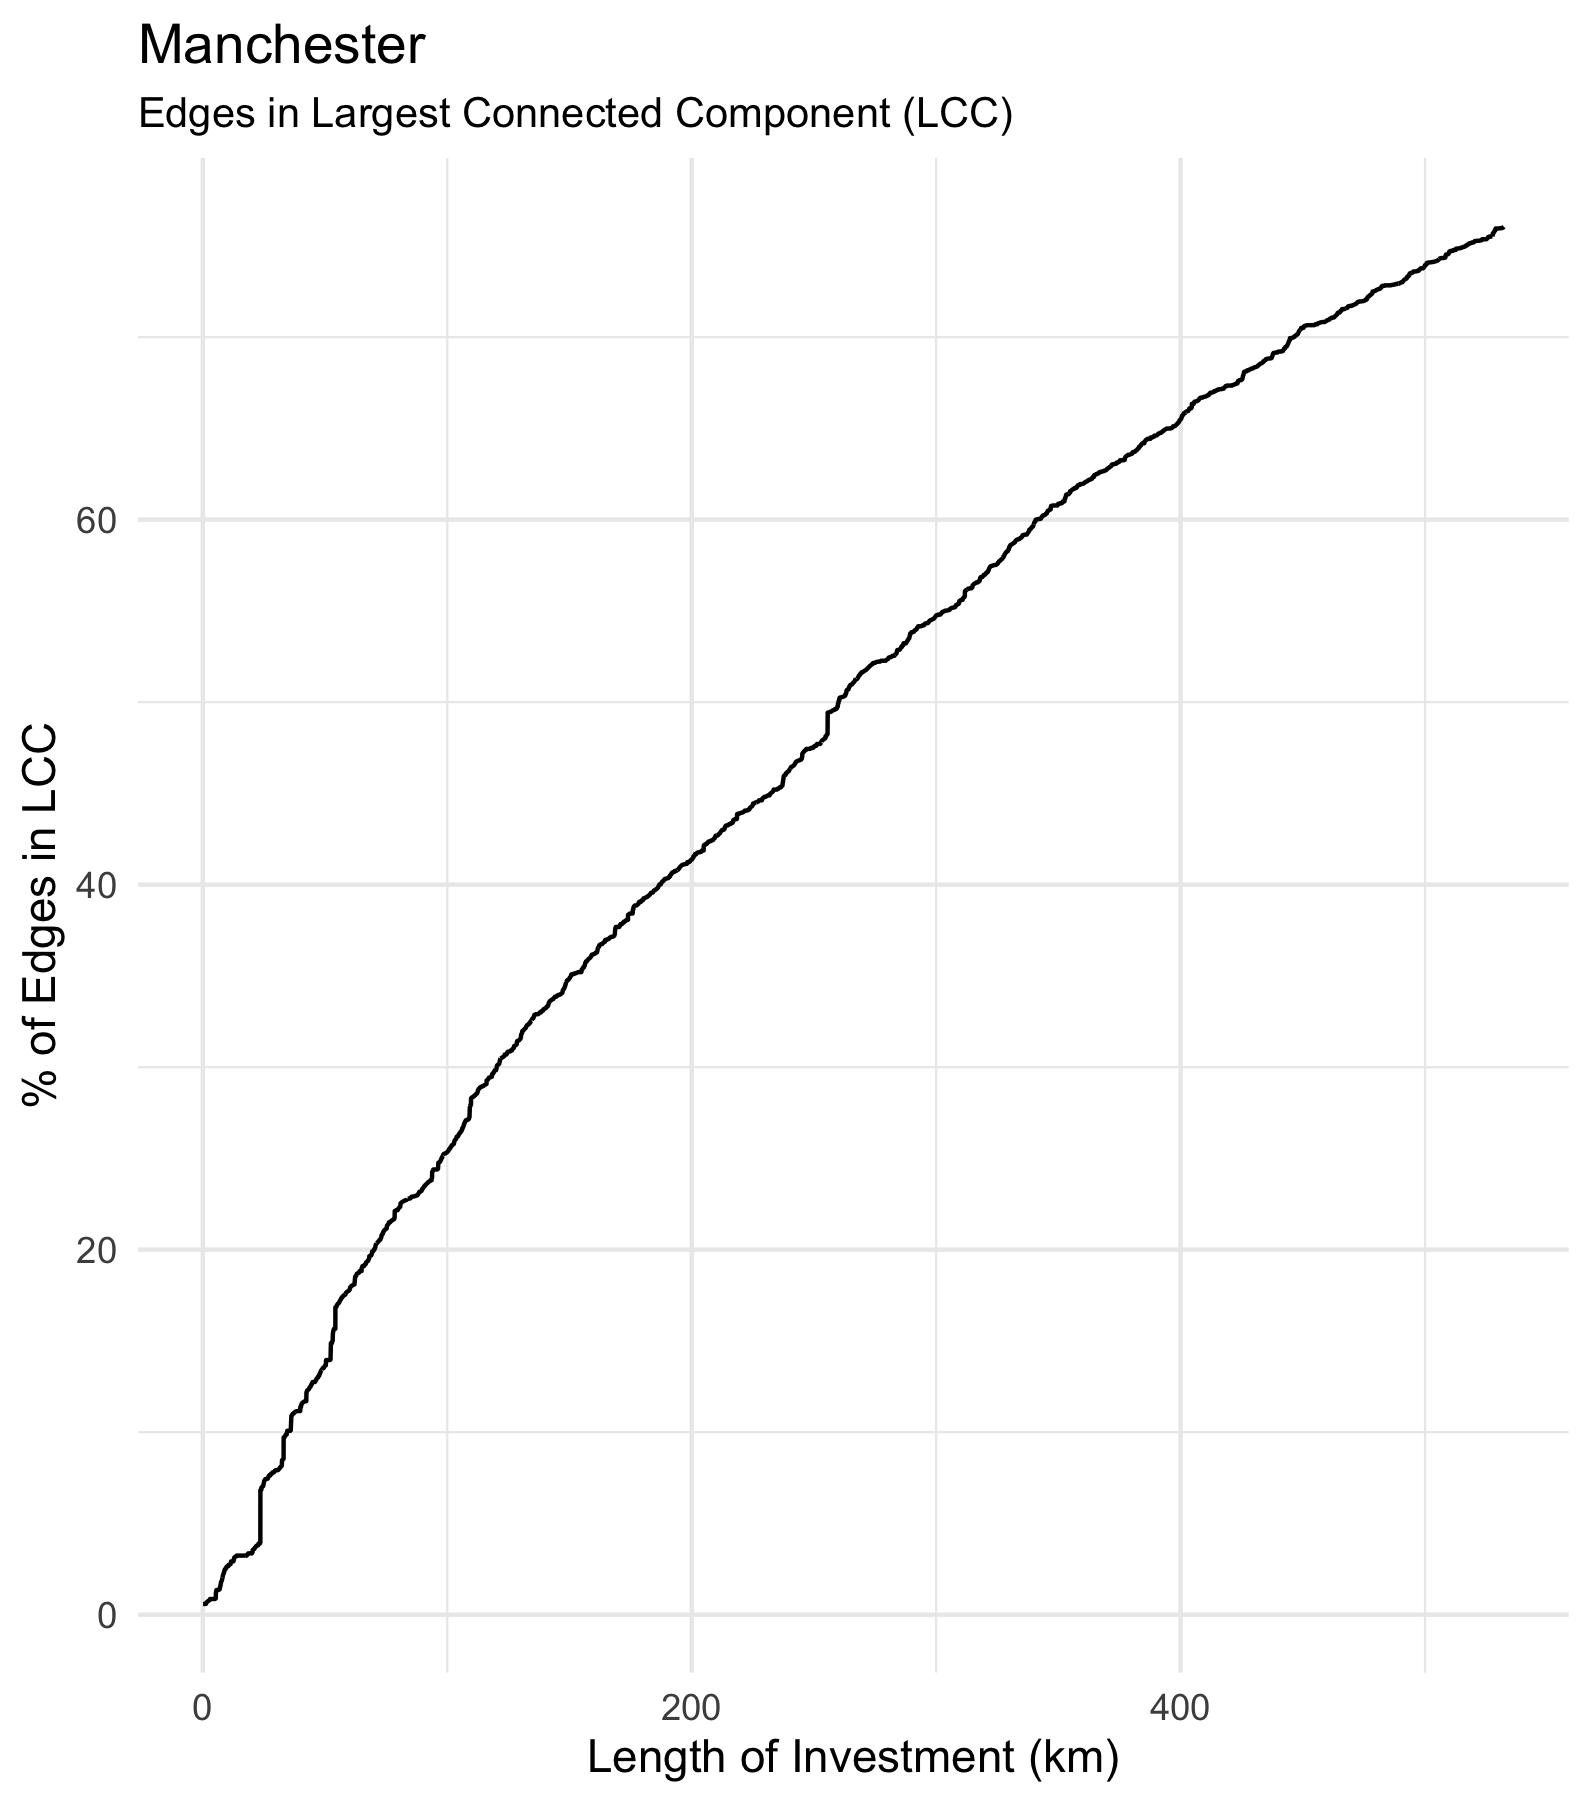 Manchester
Edges in Largest Connected Component (LCC)
% of Edges in LCC
60
40
20
0
0 200 400
Length of Investment (km)